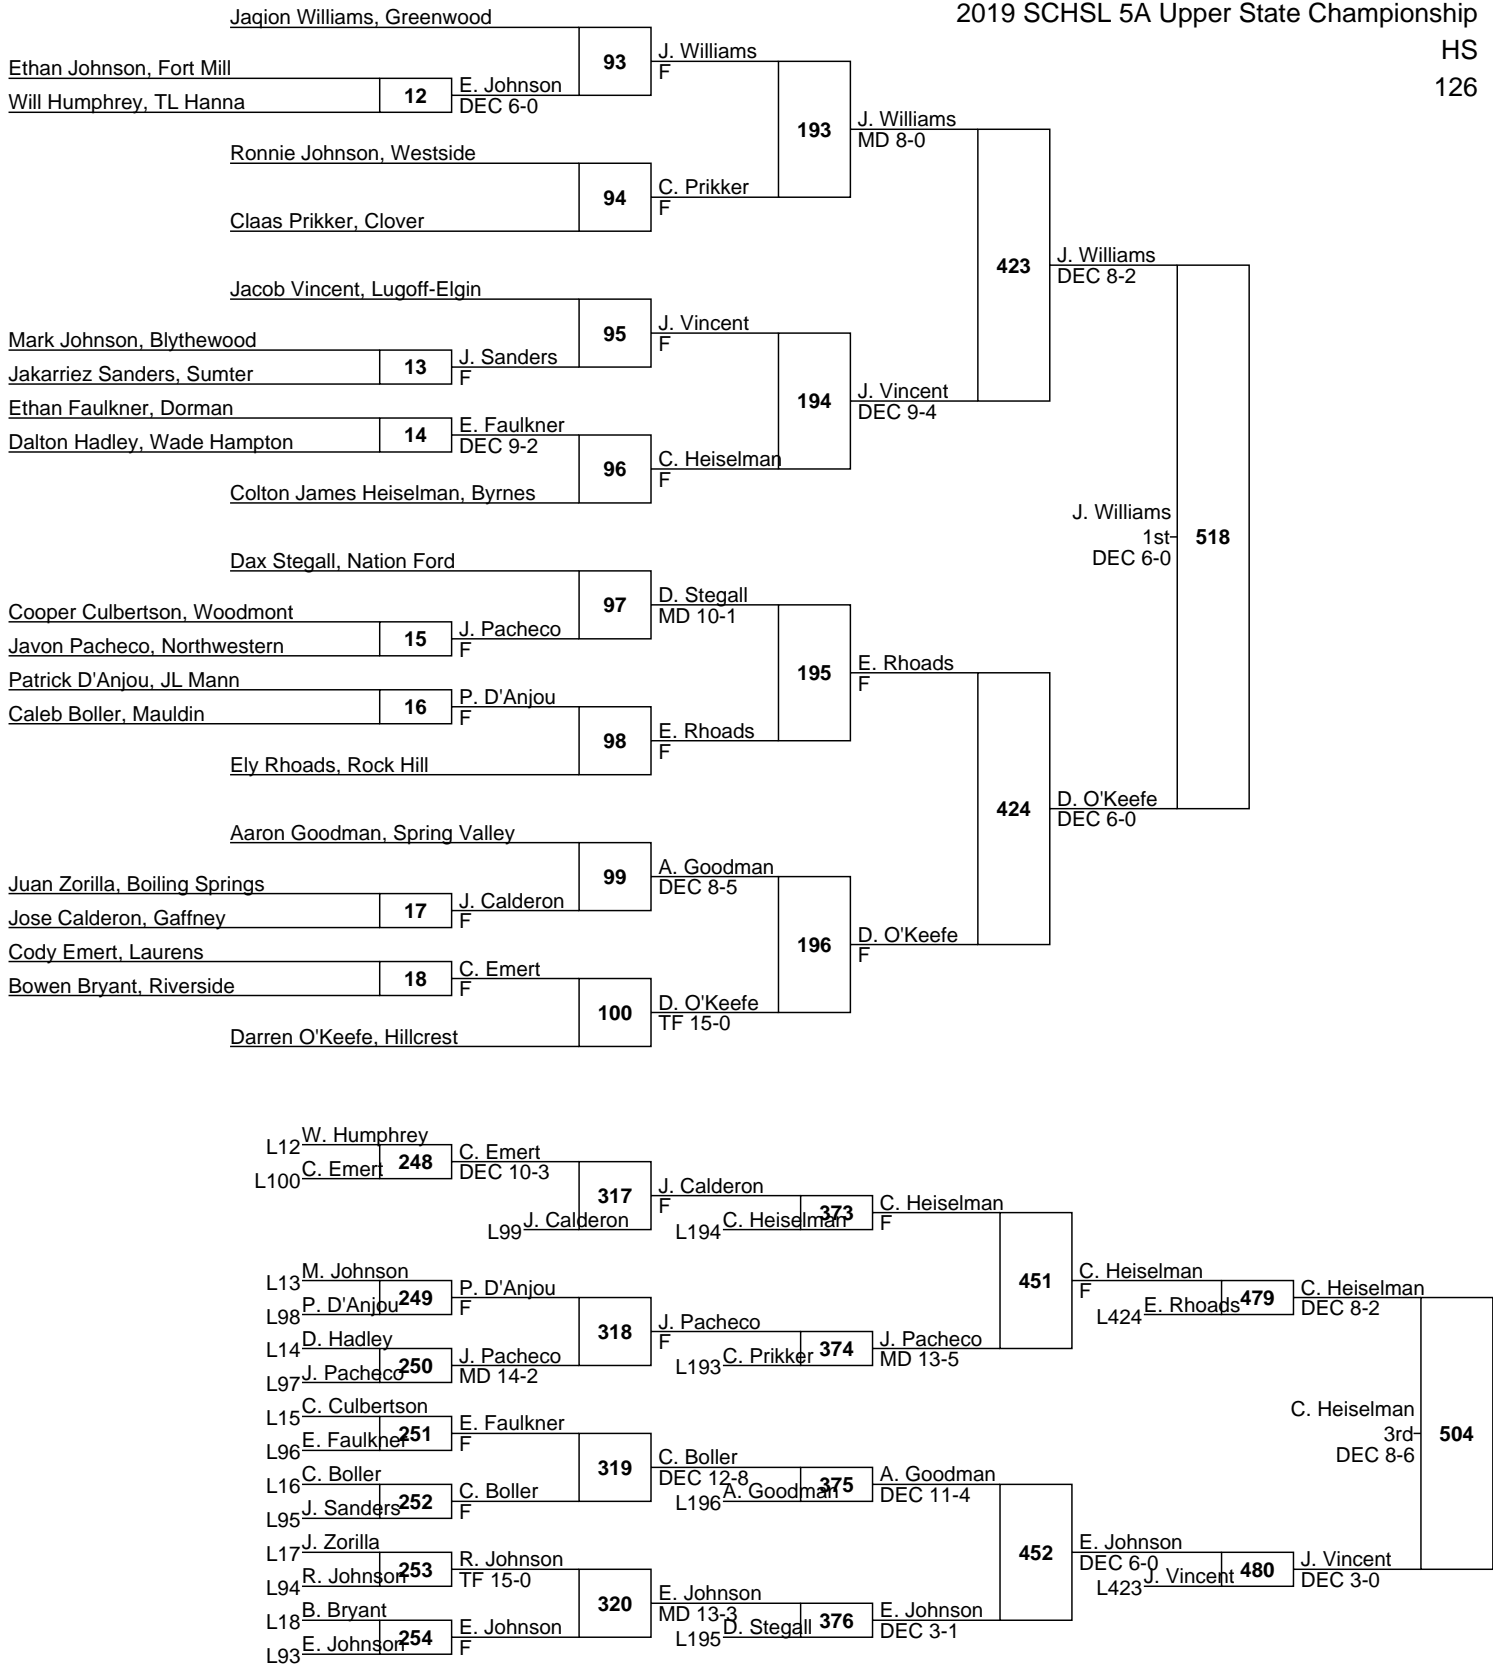 2019 SCHSL 5A Upper State Championship
HS
126
Jaqion Williams, Greenwood
93
J. Williams
F
Ethan Johnson, Fort Mill
Will Humphrey, TL Hanna
12
E. Johnson
DEC 6-0
193
J. Williams
MD 8-0
Ronnie Johnson, Westside
94
C. Prikker
F
Claas Prikker, Clover
423
J. Williams
DEC 8-2
Jacob Vincent, Lugoff-Elgin
95
J. Vincent
F
Mark Johnson, Blythewood
Jakarriez Sanders, Sumter
13
J. Sanders
F
194
J. Vincent
DEC 9-4
Ethan Faulkner, Dorman
Dalton Hadley, Wade Hampton
14
E. Faulkner
DEC 9-2
96
C. Heiselman
F
Colton James Heiselman, Byrnes
J. Williams
1st
DEC 6-0
518
Dax Stegall, Nation Ford
97
D. Stegall
MD 10-1
Cooper Culbertson, Woodmont
Javon Pacheco, Northwestern
15
J. Pacheco
F
195
E. Rhoads
F
Patrick D'Anjou, JL Mann
Caleb Boller, Mauldin
16
P. D'Anjou
F
98
E. Rhoads
F
Ely Rhoads, Rock Hill
424
D. O'Keefe
DEC 6-0
Aaron Goodman, Spring Valley
99
A. Goodman
DEC 8-5
Juan Zorilla, Boiling Springs
Jose Calderon, Gaffney
17
J. Calderon
F
196
D. O'Keefe
F
Cody Emert, Laurens
Bowen Bryant, Riverside
18
C. Emert
F
100
D. O'Keefe
TF 15-0
Darren O'Keefe, Hillcrest
L12 W. Humphrey
L100 C. Emert
248
C. Emert
DEC 10-3
317
L99 J. Calderon
J. Calderon
F
L194 C. Heiselman
373
C. Heiselman
F
L13 M. Johnson
L98 P. D'Anjou
249
P. D'Anjou
F
451
C. Heiselman
F
L424 E. Rhoads
479
C. Heiselman
DEC 8-2
318
J. Pacheco
F
L193 C. Prikker
374
J. Pacheco
MD 13-5
L14 D. Hadley
L97 J. Pacheco
250
J. Pacheco
MD 14-2
L15 C. Culbertson
L96 E. Faulkner
251
E. Faulkner
F
C. Heiselman
3rd
DEC 8-6
504
319
C. Boller
DEC 12-8
L196 A. Goodman
375
A. Goodman
DEC 11-4
L16 C. Boller
L95 J. Sanders
252
C. Boller
F
L17 J. Zorilla
L94 R. Johnson
253
R. Johnson
TF 15-0
452
E. Johnson
DEC 6-0
L423 J. Vincent
480
J. Vincent
DEC 3-0
320
E. Johnson
MD 13-3
L195 D. Stegall
376
E. Johnson
DEC 3-1
L18 B. Bryant
L93 E. Johnson
254
E. Johnson
F